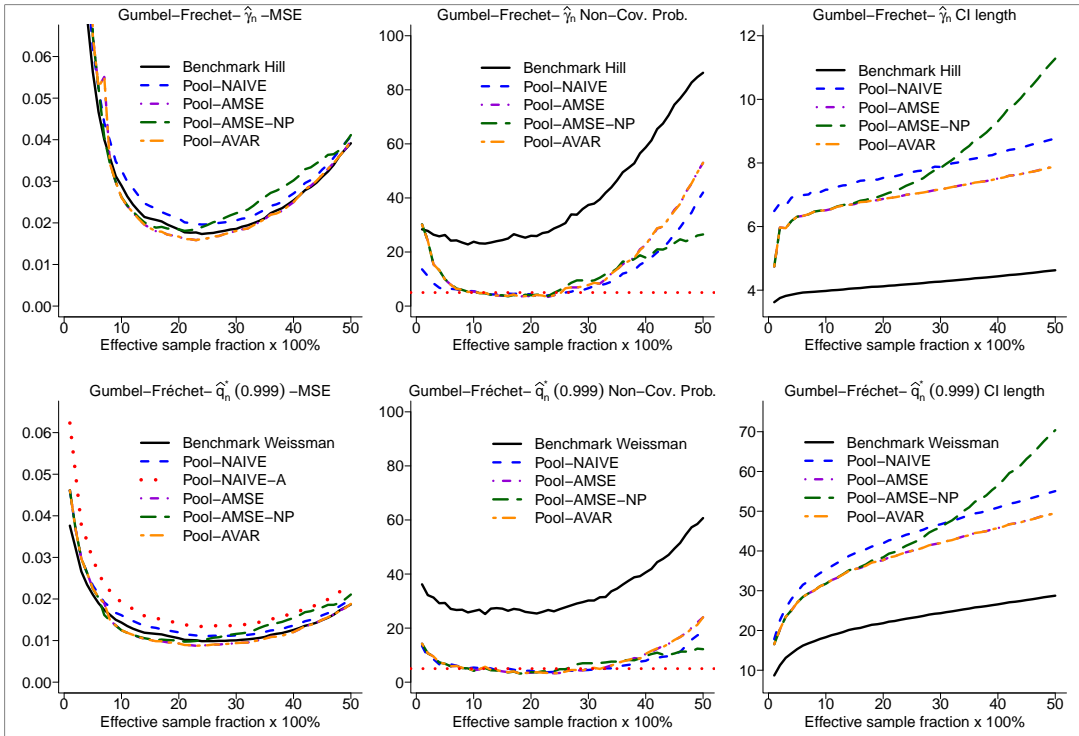 Gumbel−Frechet− γ̂n −MSE
0.06
0.05
0.04
0.03
0.02
0.01
0.00
Benchmark Hill
Pool−NAIVE
Pool−AMSE
Pool−AMSE−NP
Pool−AVAR
0 10 20 30 40 50
Effective sample fraction x 100%
Gumbel−Frechet− γ̂n Non−Cov. Prob.
100
80
60
40
20
0
Benchmark Hill
Pool−NAIVE
Pool−AMSE
Pool−AMSE−NP
Pool−AVAR
0 10 20 30 40 50
Effective sample fraction x 100%
Gumbel−Frechet− γ̂n CI length
12
10
8
6
4
Benchmark Hill
Pool−NAIVE
Pool−AMSE
Pool−AMSE−NP
Pool−AVAR
0 10 20 30 40 50
Effective sample fraction x 100%
Gumbel−Fréchet− q̂*n (0.999) −MSE
0.06
0.05
0.04
0.03
0.02
0.01
0.00
Benchmark Weissman
Pool−NAIVE
Pool−NAIVE−A
Pool−AMSE
Pool−AMSE−NP
Pool−AVAR
0 10 20 30 40 50
Effective sample fraction x 100%
Gumbel−Fréchet− q̂*n (0.999) Non−Cov. Prob.
100
80
60
40
20
0
Benchmark Weissman
Pool−NAIVE
Pool−AMSE
Pool−AMSE−NP
Pool−AVAR
0 10 20 30 40 50
Effective sample fraction x 100%
Gumbel−Fréchet− q̂*n (0.999) CI length
70
60
50
40
30
20
10
Benchmark Weissman
Pool−NAIVE
Pool−AMSE
Pool−AMSE−NP
Pool−AVAR
0 10 20 30 40 50
Effective sample fraction x 100%